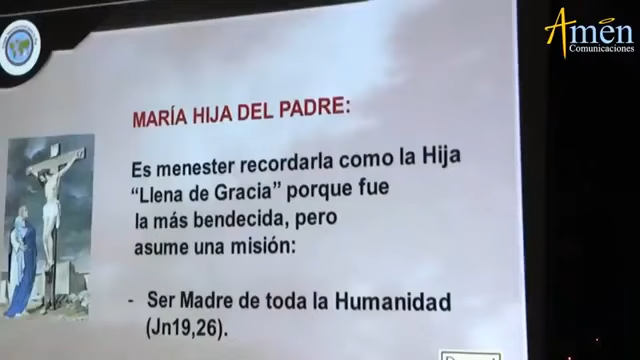 Amén
Comunicaciones
MARÍA HIJA DEL PADRE:
Es menester recordarla como la Hija
“Llena de Gracia” porque fue
la más bendecida, pero
asume una misión:
- Ser Madre de toda la Humanidad
(Jn19,26).